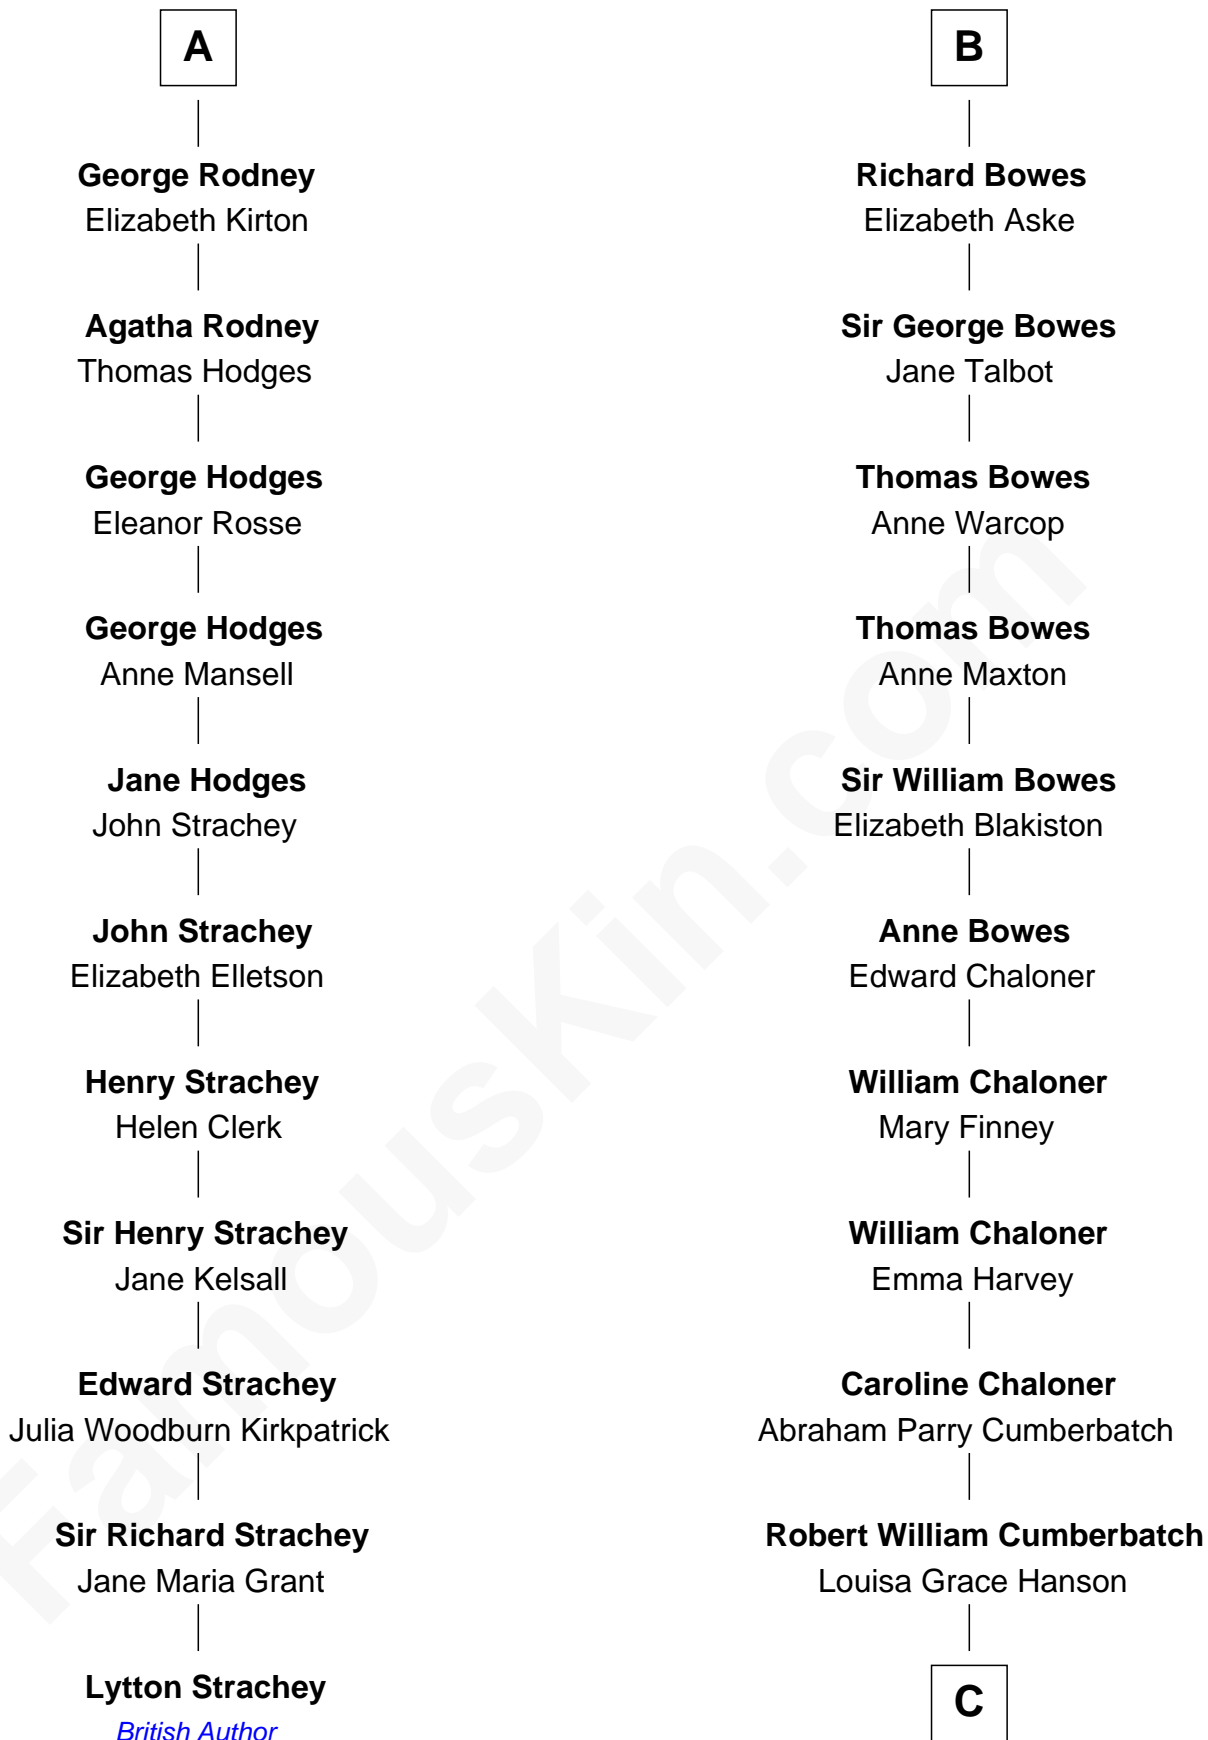 A
George Rodney
Elizabeth Kirton
Agatha Rodney
Thomas Hodges
George Hodges
Eleanor Rosse
George Hodges
Anne Mansell
Jane Hodges
John Strachey
John Strachey
Elizabeth Elletson
Henry Strachey
Helen Clerk
Sir Henry Strachey
Jane Kelsall
Edward Strachey
Julia Woodburn Kirkpatrick
Sir Richard Strachey
Jane Maria Grant
Lytton Strachey
British Author
B
Richard Bowes
Elizabeth Aske
Sir George Bowes
Jane Talbot
Thomas Bowes
Anne Warcop
Thomas Bowes
Anne Maxton
Sir William Bowes
Elizabeth Blakiston
Anne Bowes
Edward Chaloner
William Chaloner
Mary Finney
William Chaloner
Emma Harvey
Caroline Chaloner
Abraham Parry Cumberbatch
Robert William Cumberbatch
Louisa Grace Hanson
C
FamousKin.com